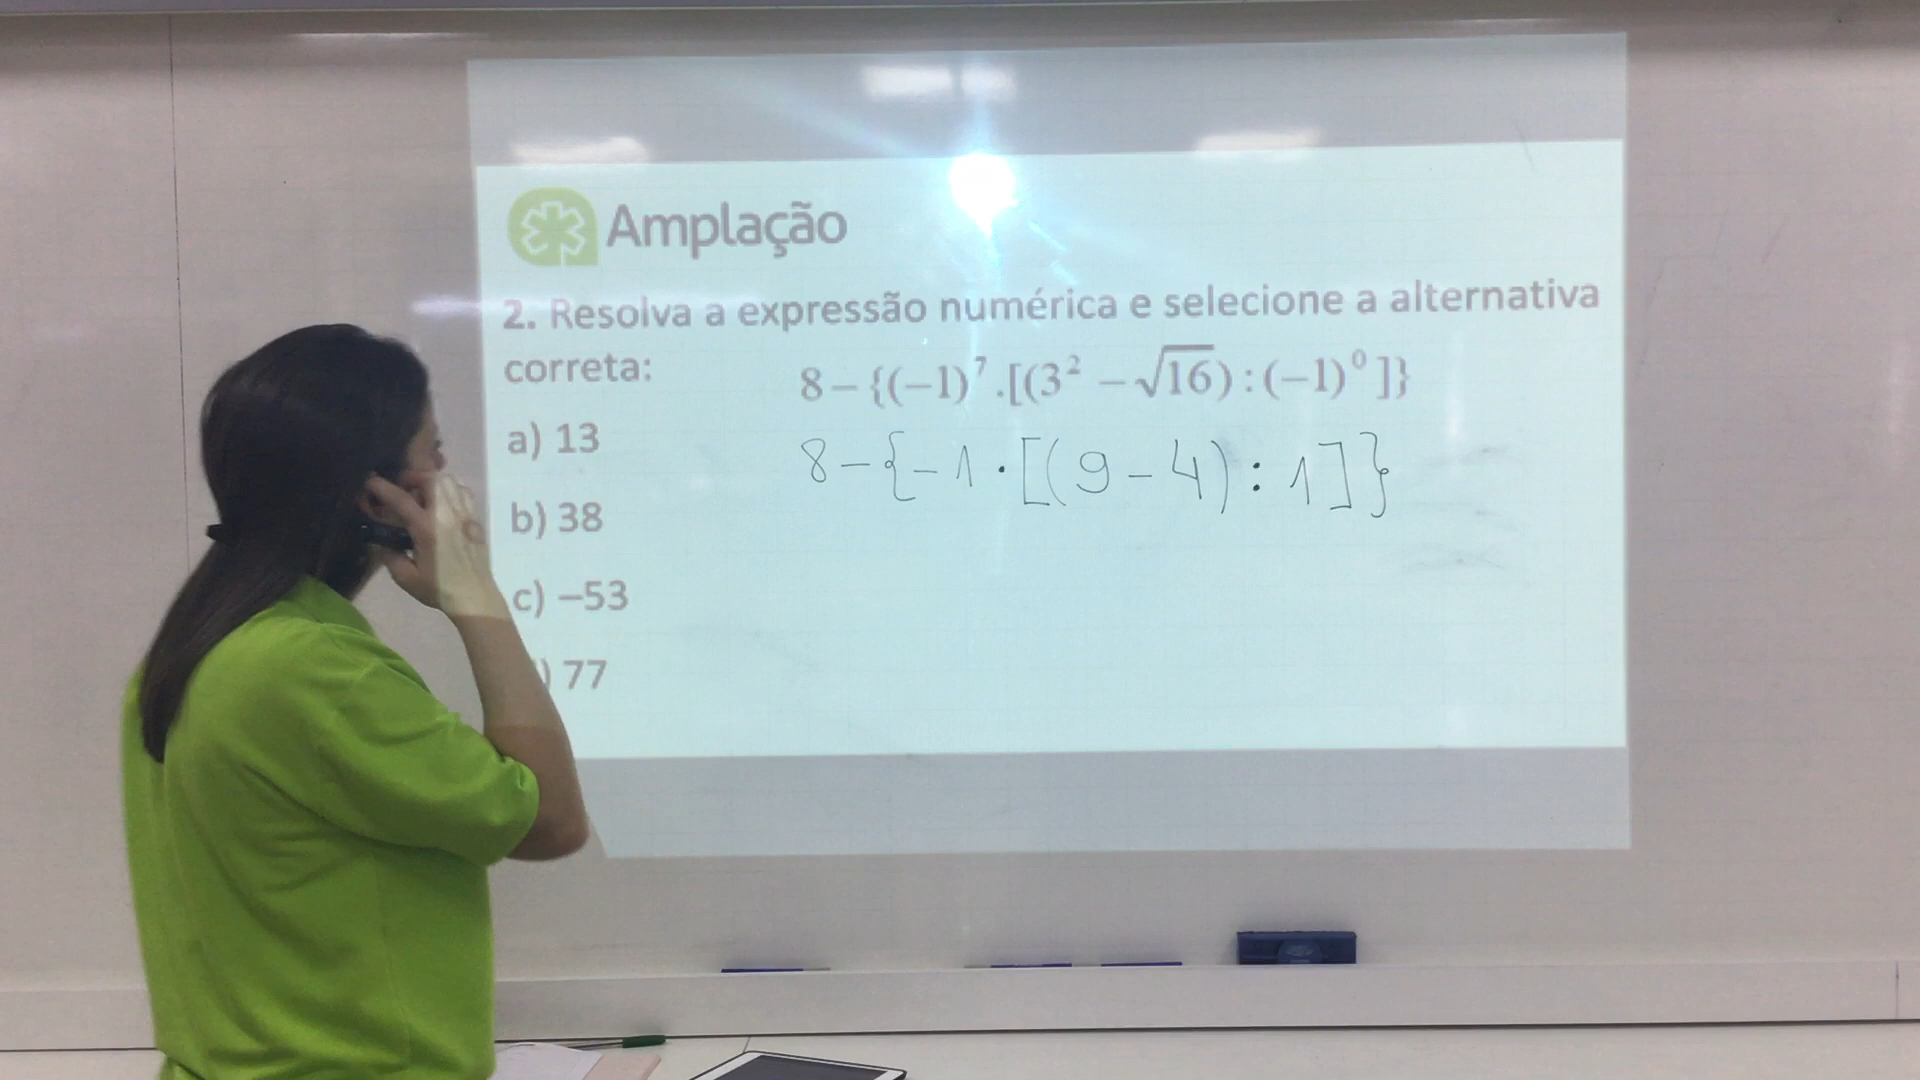 Amplação
2. Resolva a expressão numérica e selecione a alternativa
correta:
8 – {(–1)⁷ .[(3² – √16) : (–1)⁰ ]}
8 – { – 1 · [( 9 – 4 ) : 1 ] }
a) 13
b) 38
c) –53
) 77